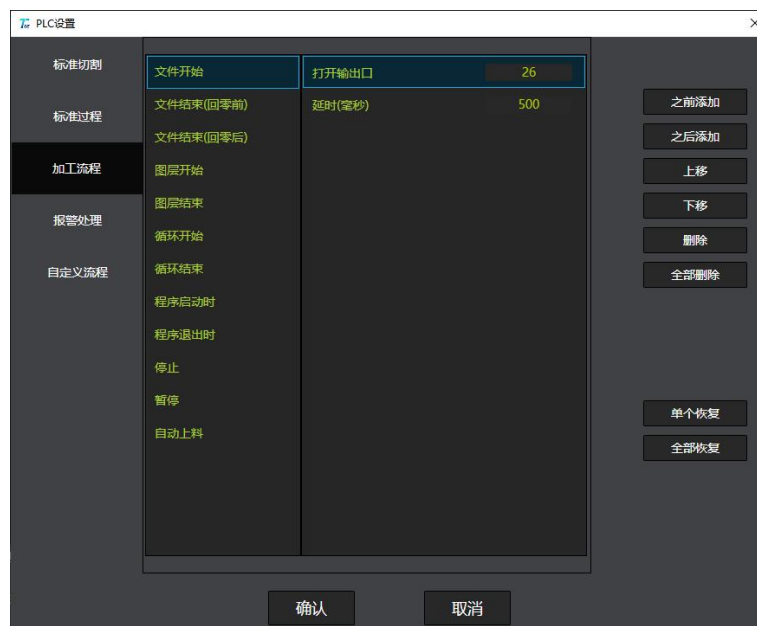 PLC设置
标准切割
标准过程
加工流程
报警处理
自定义流程
文件开始
文件结束(回零前)
文件结束(回零后)
图层开始
图层结束
循环开始
循环结束
程序启动时
程序退出时
停止
暂停
自动上料
打开输出口 26
延时(毫秒) 500
之前添加
之后添加
上移
下移
删除
全部删除
单个恢复
全部恢复
确认 取消